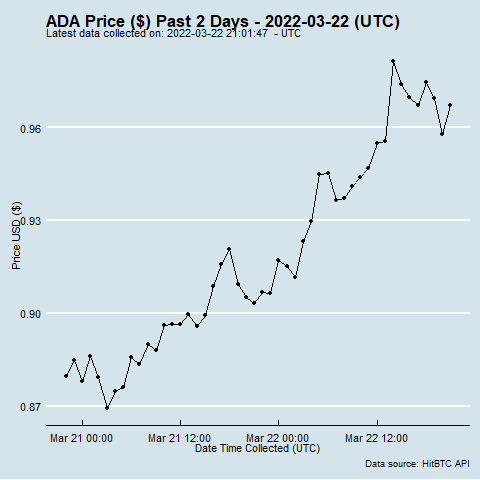 ADA Price ($) Past 2 Days - 2022-03-22 (UTC)
Latest data collected on: 2022-03-22 21:01:47 - UTC
0.96
0.93
0.90
0.87
Price USD ($)
Mar 21 00:00 Mar 21 12:00 Mar 22 00:00 Mar 22 12:00
Date Time Collected (UTC)
Data source: HitBTC API